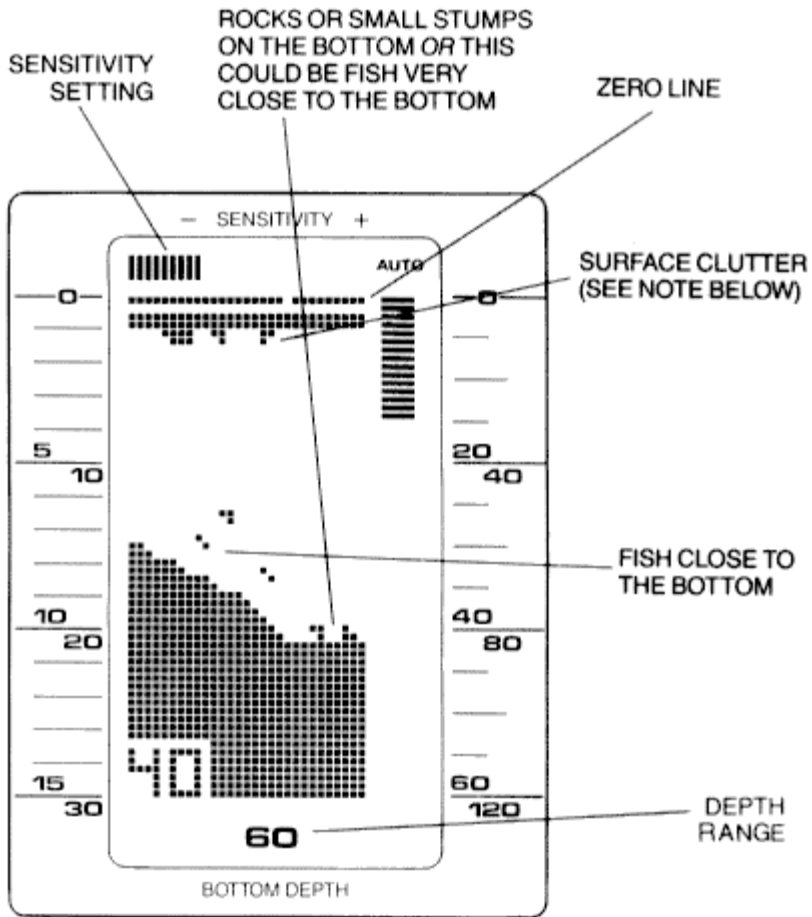 ROCKS OR SMALL STUMPS
ON THE BOTTOM OR THIS
COULD BE FISH VERY
CLOSE TO THE BOTTOM
SENSITIVITY
SETTING
ZERO LINE
- SENSITIVITY +
AUTO
SURFACE CLUTTER
(SEE NOTE BELOW)
0
0
5
10
20
40
FISH CLOSE TO
THE BOTTOM
10
20
40
80
40
15
30
60
120
60
DEPTH
RANGE
BOTTOM DEPTH